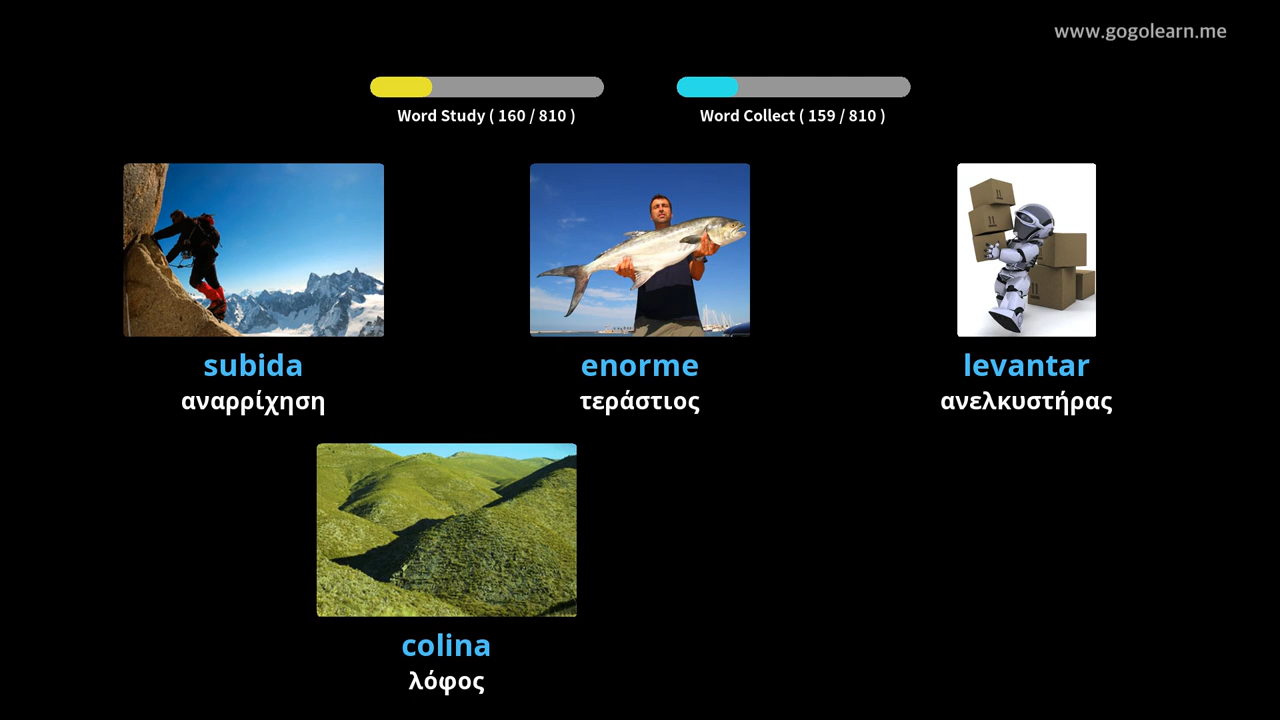 www.gogolearn.me
Word Study ( 160 / 810 )
Word Collect ( 159 / 810 )
subida
αναρρίχηση
enorme
τεράστιος
levantar
ανελκυστήρας
colina
λόφος